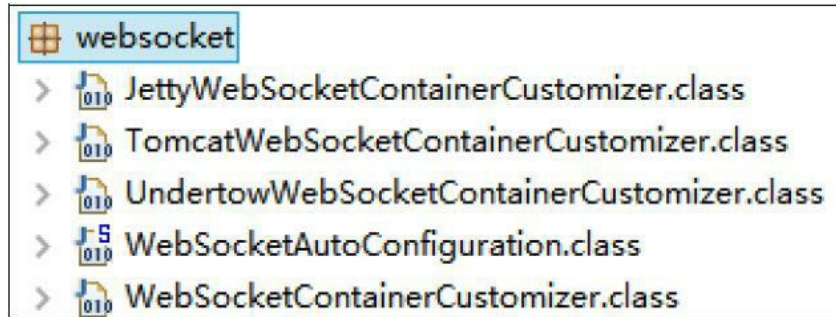 websocket
JettyWebSocketContainerCustomizer.class
TomcatWebSocketContainerCustomizer.class
UndertowWebSocketContainerCustomizer.class
WebSocketAutoConfiguration.class
WebSocketContainerCustomizer.class